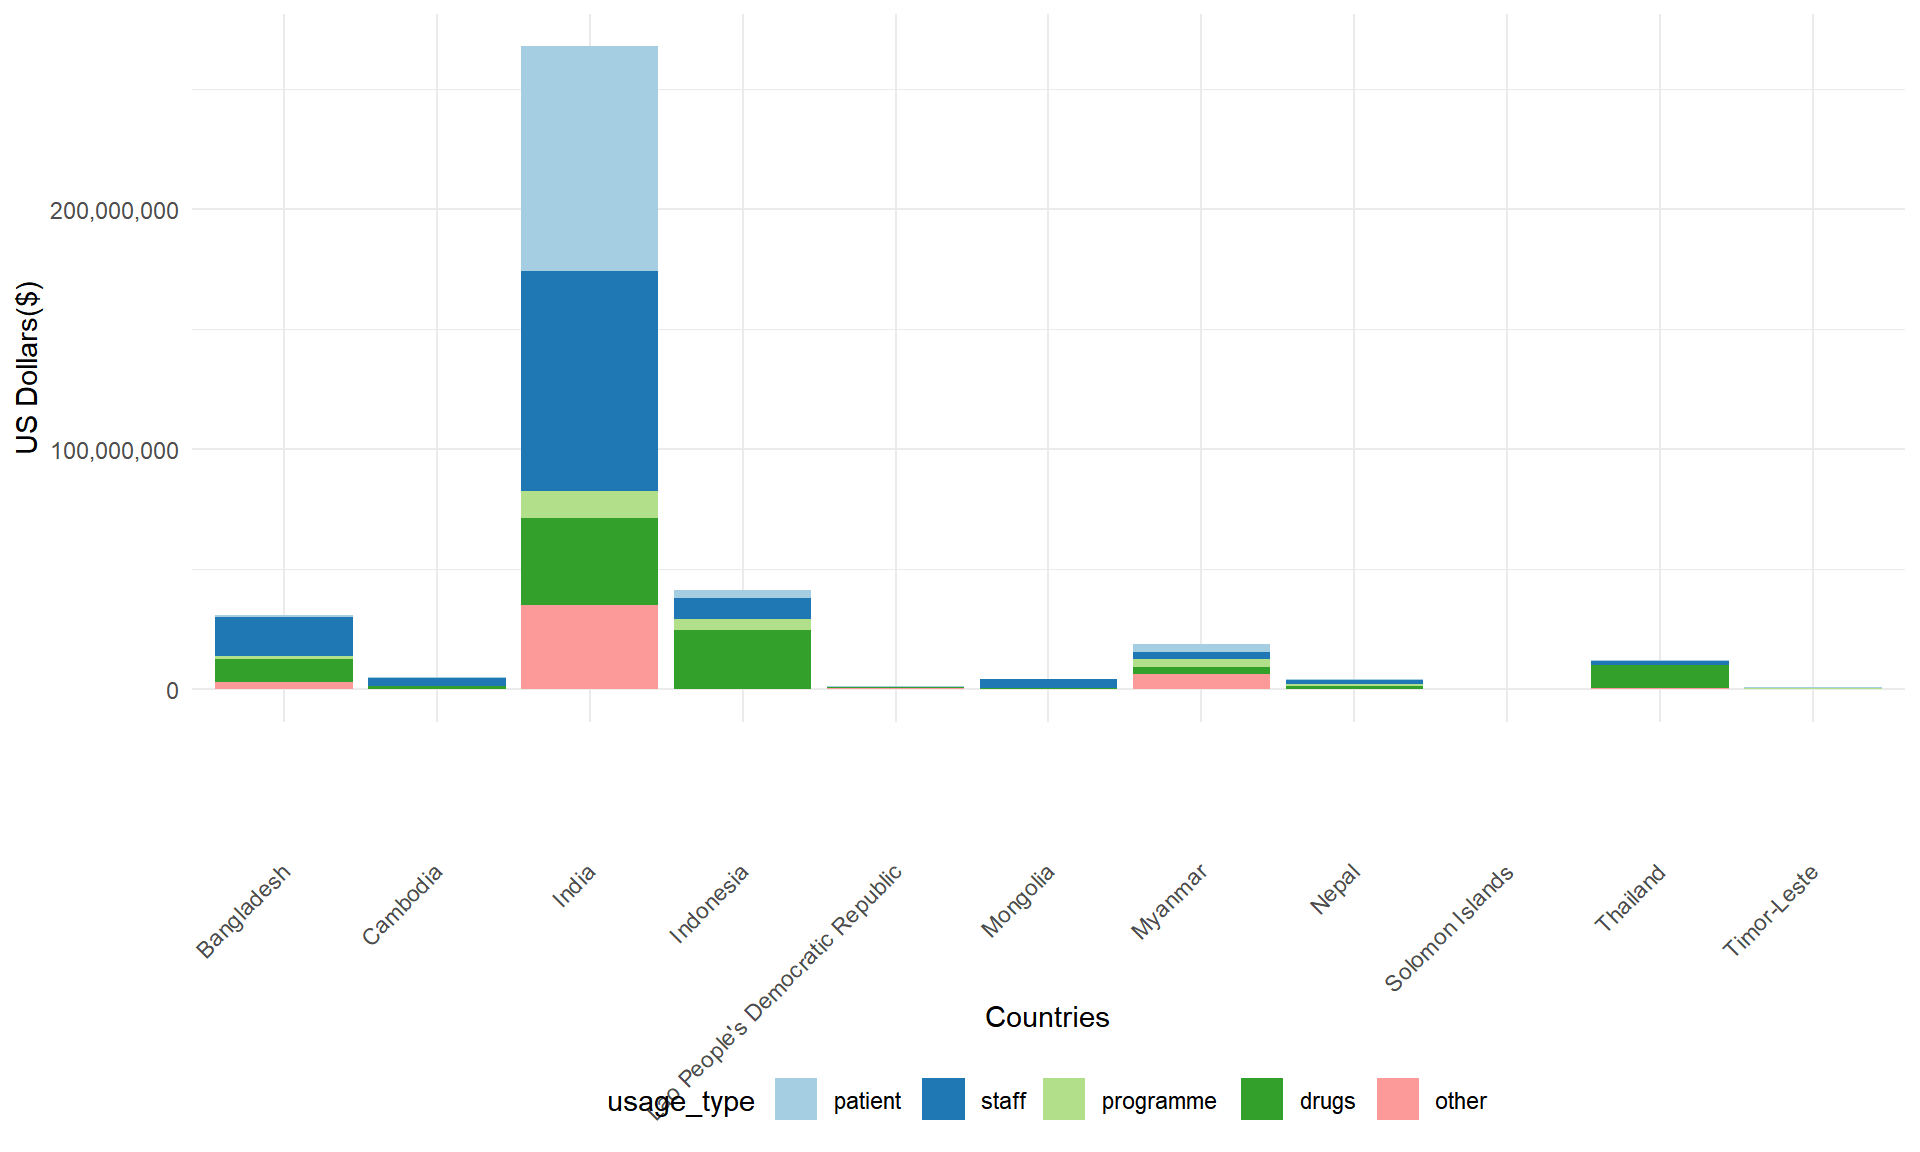 US Dollars($)
200,000,000
100,000,000
0
Bangladesh
Cambodia
India
Indonesia
Lao People's Democratic Republic
Mongolia
Myanmar
Nepal
Solomon Islands
Thailand
Timor-Leste
Countries
usage_type patient staff programme drugs other